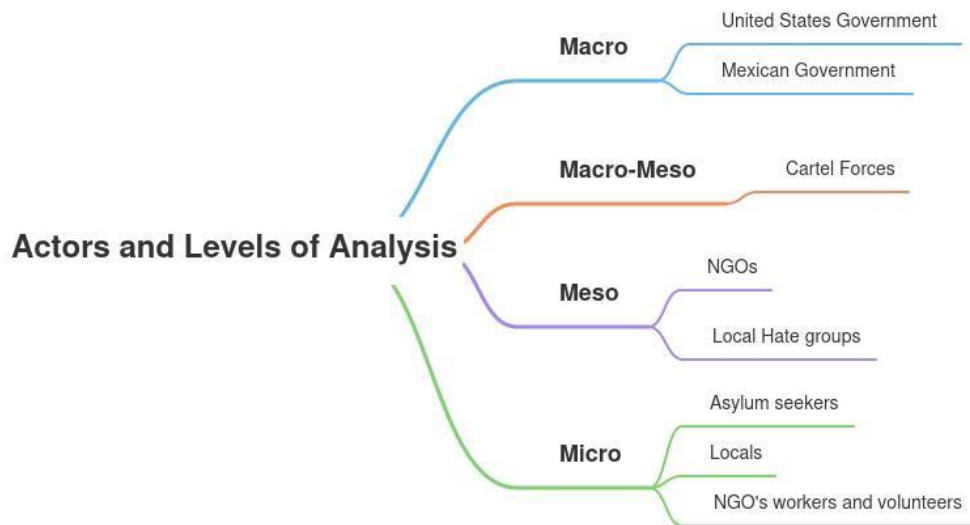 Actors and Levels of Analysis
Macro
United States Government
Mexican Government
Macro-Meso
Cartel Forces
Meso
NGOs
Local Hate groups
Micro
Asylum seekers
Locals
NGO's workers and volunteers